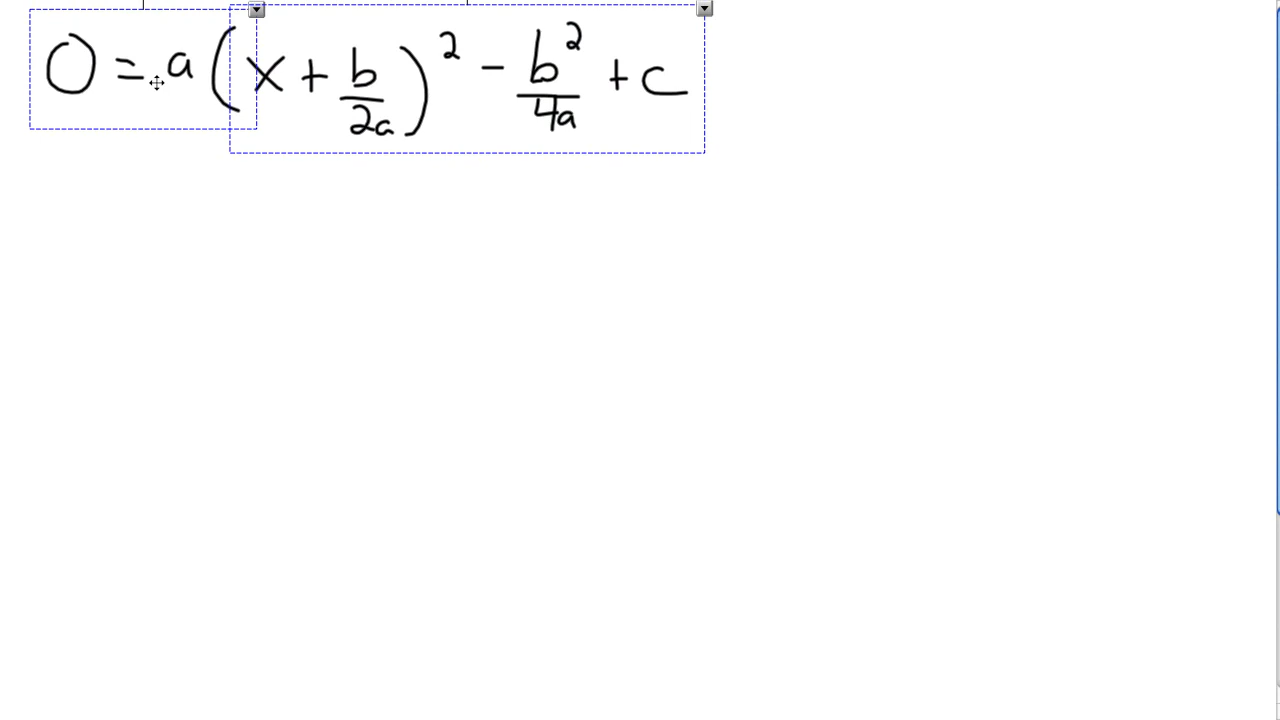 0 = a(x + b/2a)² - b²/4a + c